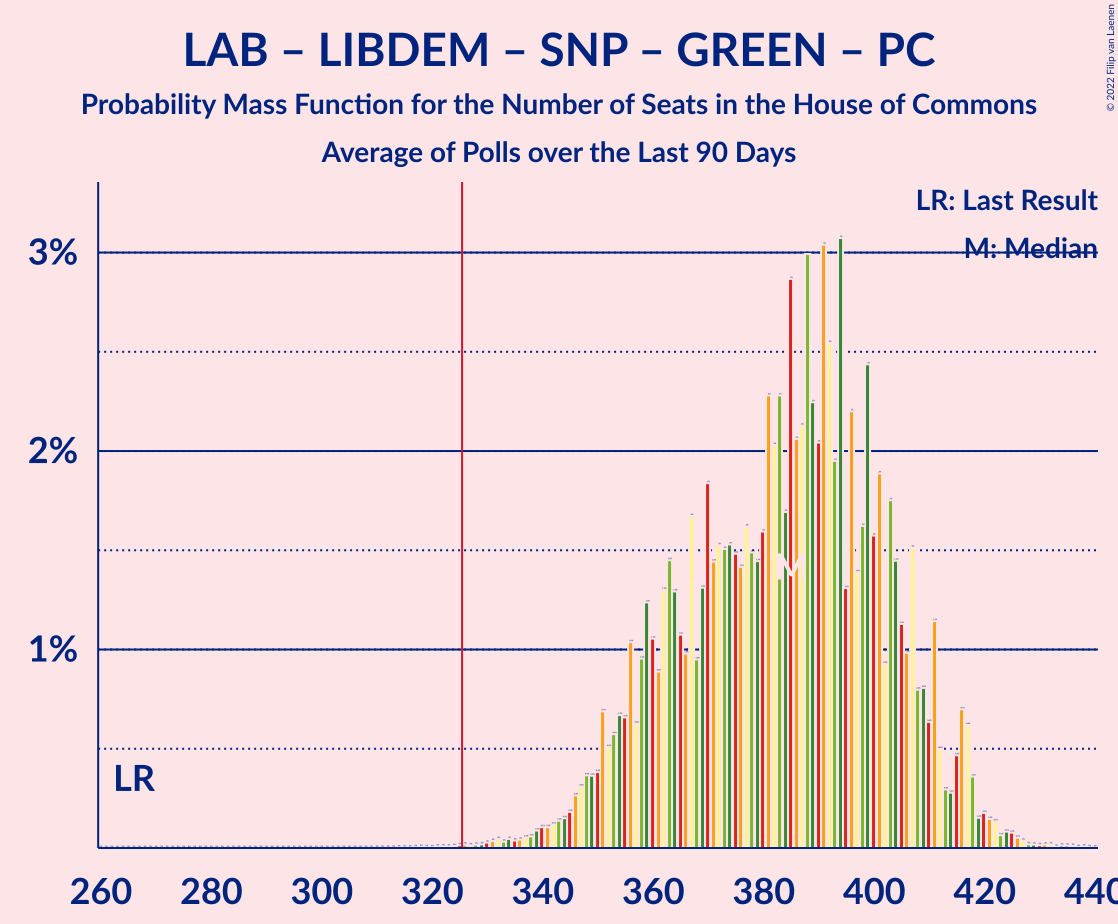 LAB – LIBDEM – SNP – GREEN – PC
Probability Mass Function for the Number of Seats in the House of Commons
Average of Polls over the Last 90 Days
© 2022 Filip van Laenen
LR: Last Result
M: Median
3%
2%
1%
LR
M
260 280 300 320 340 360 380 400 420 440